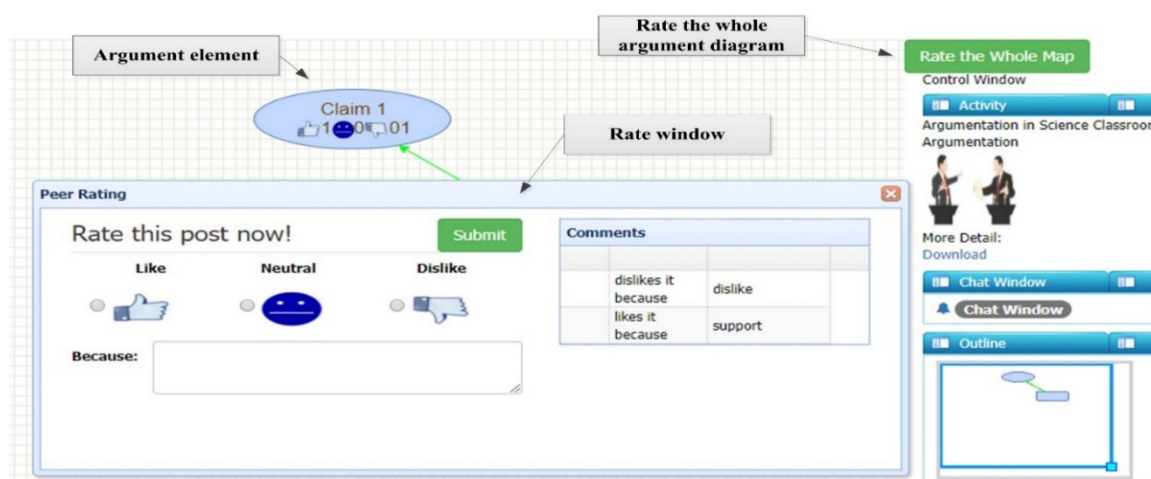 Rate the whole
argument diagram
Argument element
Rate the Whole Map
Control Window
Claim 1
1 0 01
Activity
Argumentation in Science Classroom
Argumentation
Rate window
Peer Rating
Rate this post now!
Submit
Like
Neutral
Dislike
Because:
Comments
dislikes it
because
dislike
likes it
because
support
More Detail:
Download
Chat Window
Chat Window
Outline